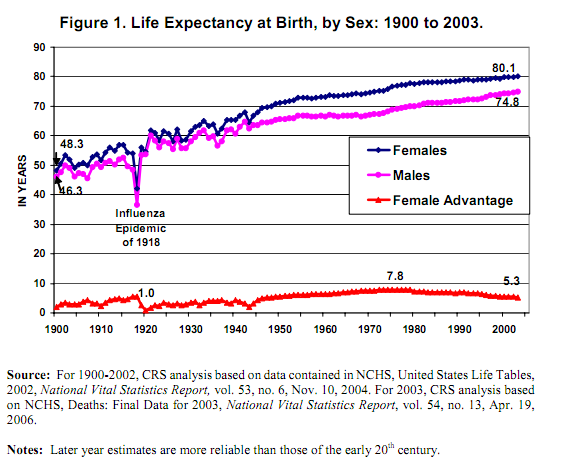 Figure 1. Life Expectancy at Birth, by Sex: 1900 to 2003.
90
80
70
60
50
40
30
20
10
0
IN YEARS
80.1
74.8
48.3
46.3
Females
Males
Female Advantage
Influenza
Epidemic
of 1918
1.0
7.8
5.3
1900 1910 1920 1930 1940 1950 1960 1970 1980 1990 2000
Source: For 1900-2002, CRS analysis based on data contained in NCHS, United States Life Tables,
2002, National Vital Statistics Report, vol. 53, no. 6, Nov. 10, 2004. For 2003, CRS analysis based
on NCHS, Deaths: Final Data for 2003, National Vital Statistics Report, vol. 54, no. 13, Apr. 19,
2006.
Notes: Later year estimates are more reliable than those of the early 20th century.